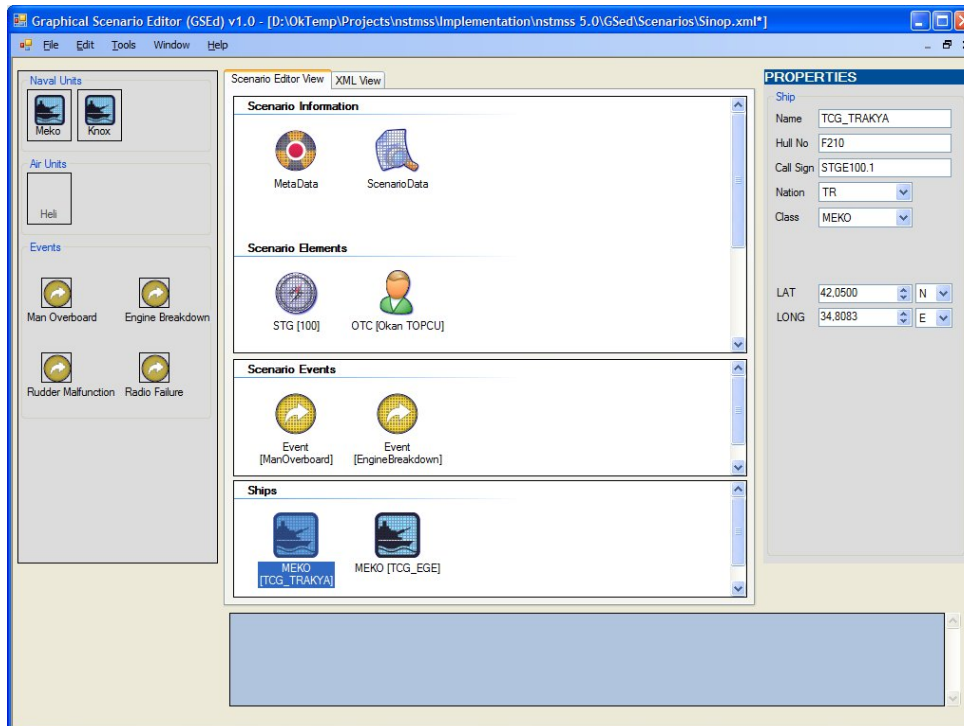 Graphical Scenario Editor (GSEd) v1.0 - [D:\OkTemp\Projects\nstmss\Implementation\nstmss 5.0\GSed\Scenarios\Sinop.xml*]
File Edit Tools Window Help
Naval Units
Meko Knox
Air Units
Heli
Events
Man Overboard Engine Breakdown
Rudder Malfunction Radio Failure
Scenario Editor View XML View
Scenario Information
MetaData ScenarioData
Scenario Elements
STG [100] OTC [Okan TOPCU]
Scenario Events
Event Event
[ManOverboard] [EngineBreakdown]
Ships
MEKO MEKO [TCG_EGE]
[TCG_TRAKYA]
PROPERTIES
Ship
Name TCG_TRAKYA
Hull No F210
Call Sign STGE100.1
Nation TR
Class MEKO
LAT 42,0500 N
LONG 34,8083 E